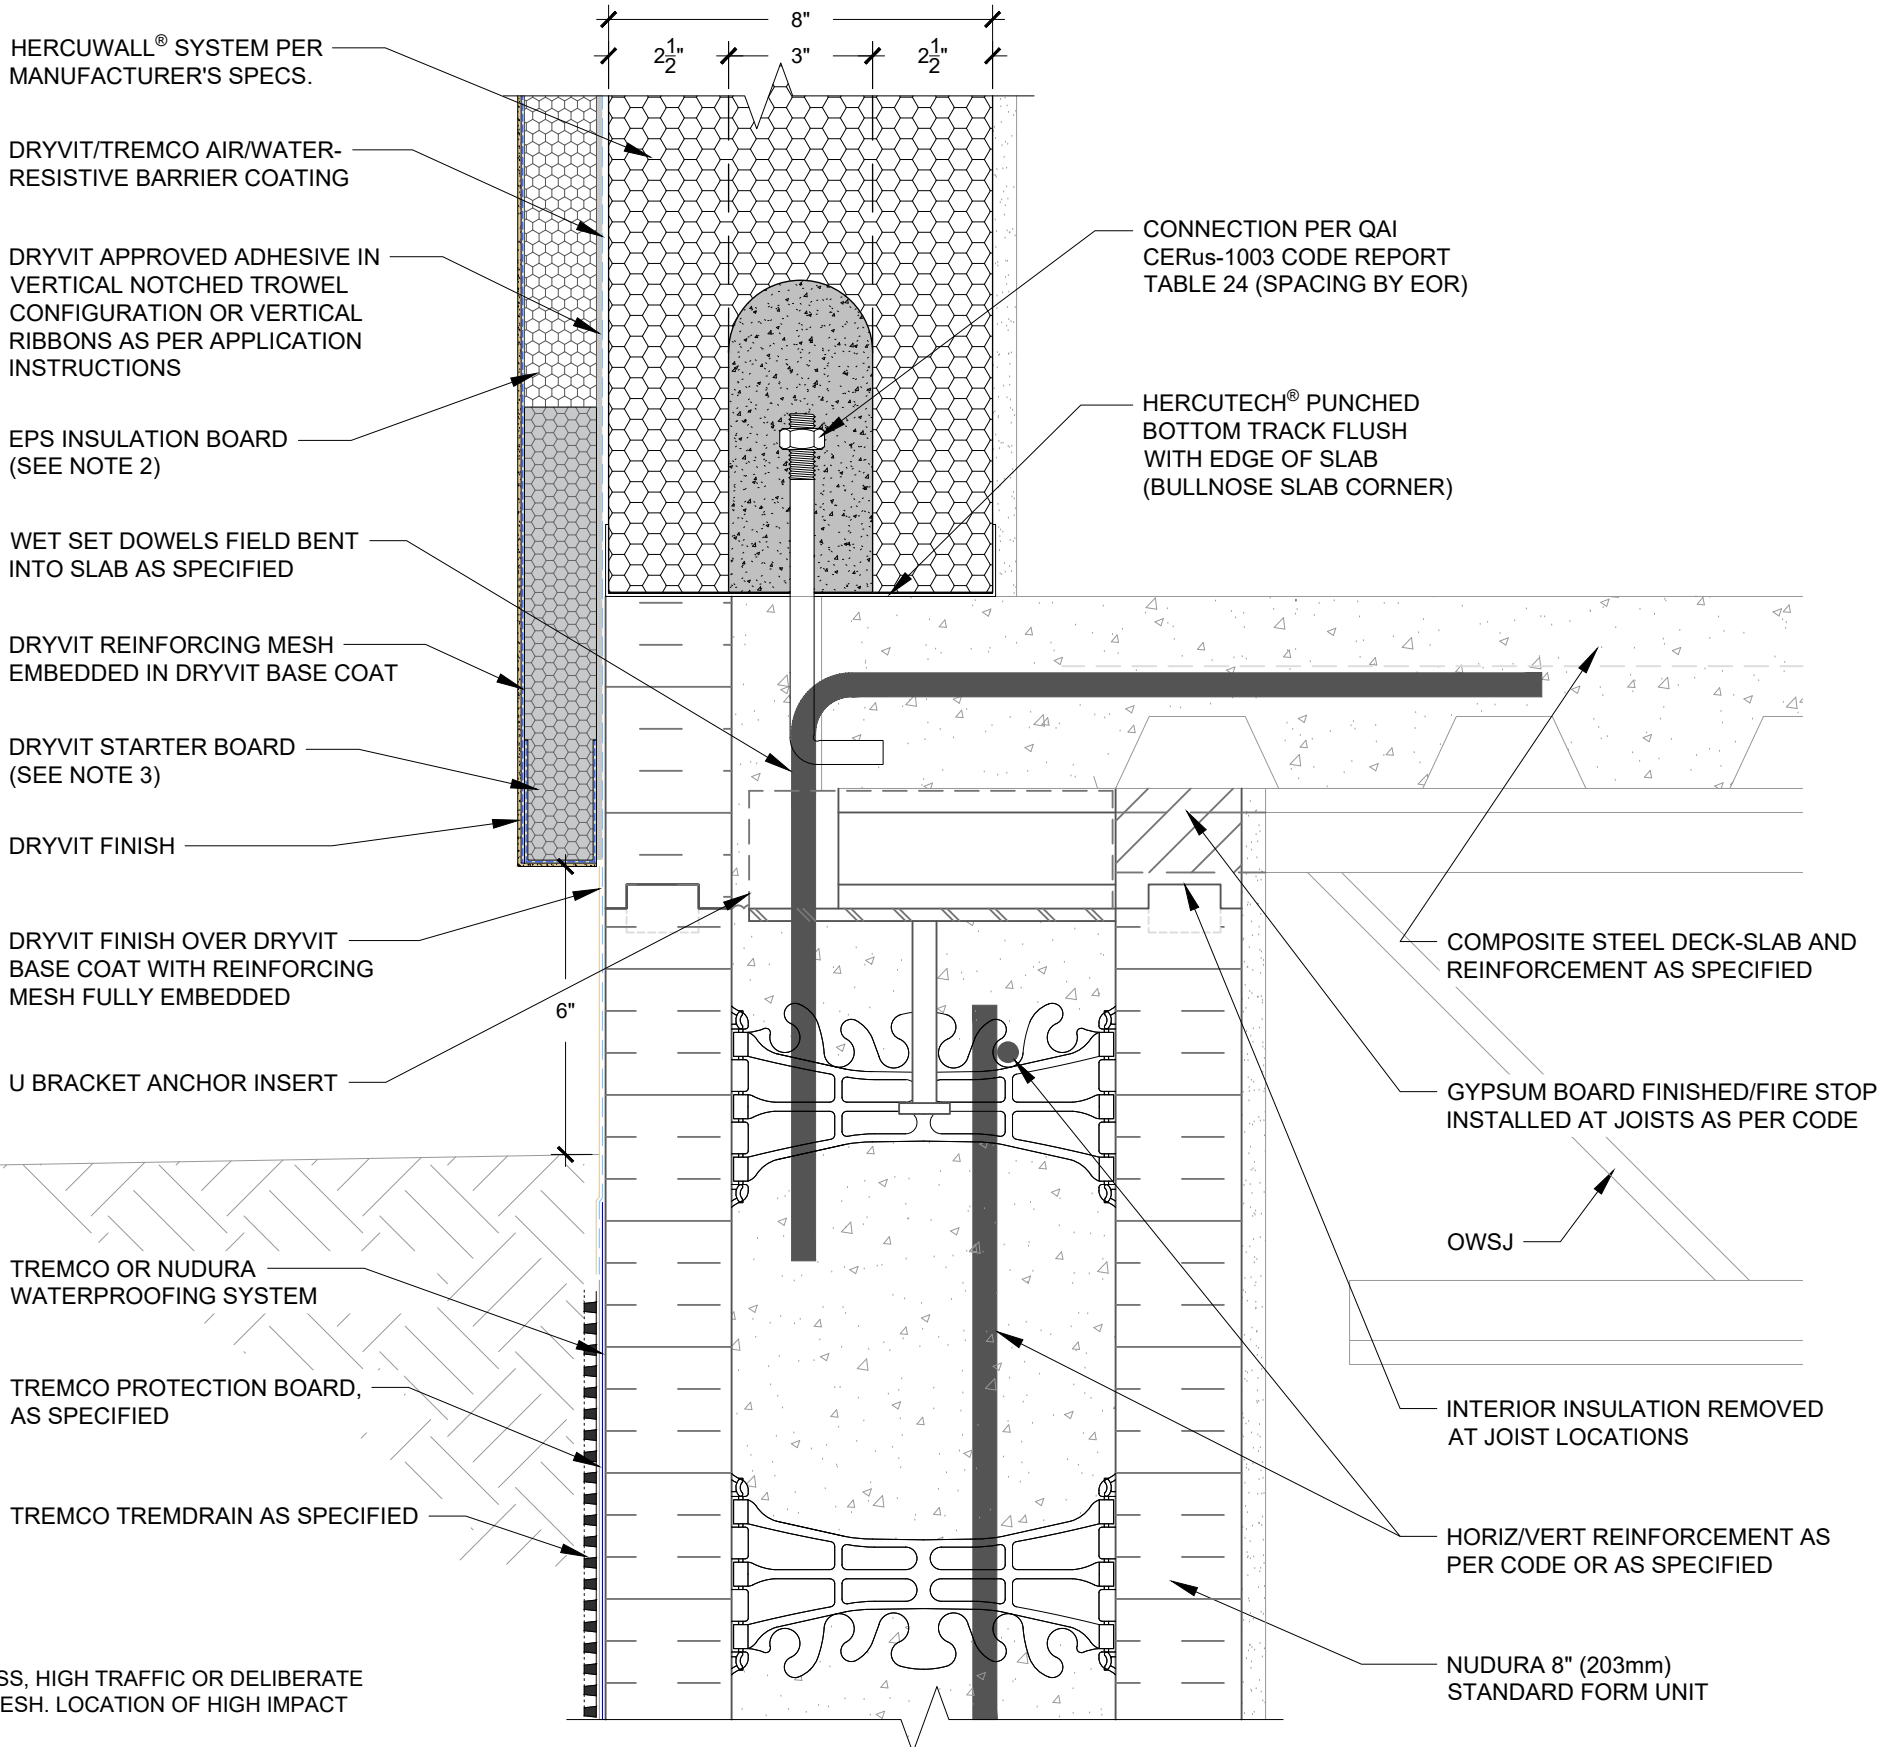 8"
2 1/2"
3"
2 1/2"
HERCUWALL® SYSTEM PER
MANUFACTURER'S SPECS.
DRYVIT/TREMCO AIR/WATER-
RESISTIVE BARRIER COATING
DRYVIT APPROVED ADHESIVE IN
VERTICAL NOTCHED TROWEL
CONFIGURATION OR VERTICAL
RIBBONS AS PER APPLICATION
INSTRUCTIONS
EPS INSULATION BOARD
(SEE NOTE 2)
WET SET DOWELS FIELD BENT
INTO SLAB AS SPECIFIED
DRYVIT REINFORCING MESH
EMBEDDED IN DRYVIT BASE COAT
DRYVIT STARTER BOARD
(SEE NOTE 3)
DRYVIT FINISH
DRYVIT FINISH OVER DRYVIT
BASE COAT WITH REINFORCING
MESH FULLY EMBEDDED
6"
U BRACKET ANCHOR INSERT
TREMCO OR NUDURA
WATERPROOFING SYSTEM
TREMCO PROTECTION BOARD,
AS SPECIFIED
TREMCO TREMDRAIN AS SPECIFIED
SS, HIGH TRAFFIC OR DELIBERATE
ESH. LOCATION OF HIGH IMPACT
CONNECTION PER QAI
CERus-1003 CODE REPORT
TABLE 24 (SPACING BY EOR)
HERCUTECH® PUNCHED
BOTTOM TRACK FLUSH
WITH EDGE OF SLAB
(BULLNOSE SLAB CORNER)
COMPOSITE STEEL DECK-SLAB AND
REINFORCEMENT AS SPECIFIED
GYPSUM BOARD FINISHED/FIRE STOP
INSTALLED AT JOISTS AS PER CODE
OWSJ
INTERIOR INSULATION REMOVED
AT JOIST LOCATIONS
HORIZ/VERT REINFORCEMENT AS
PER CODE OR AS SPECIFIED
NUDURA 8" (203mm)
STANDARD FORM UNIT